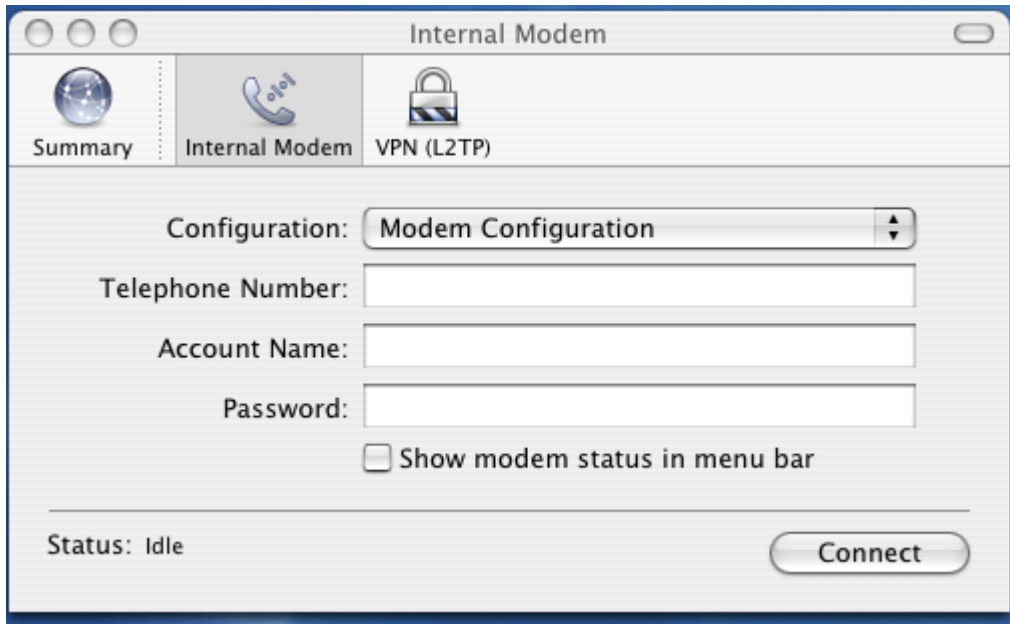 Internal Modem
Summary
Internal Modem
VPN (L2TP)
Configuration: Modem Configuration
Telephone Number:
Account Name:
Password:
Show modem status in menu bar
Status: Idle
Connect